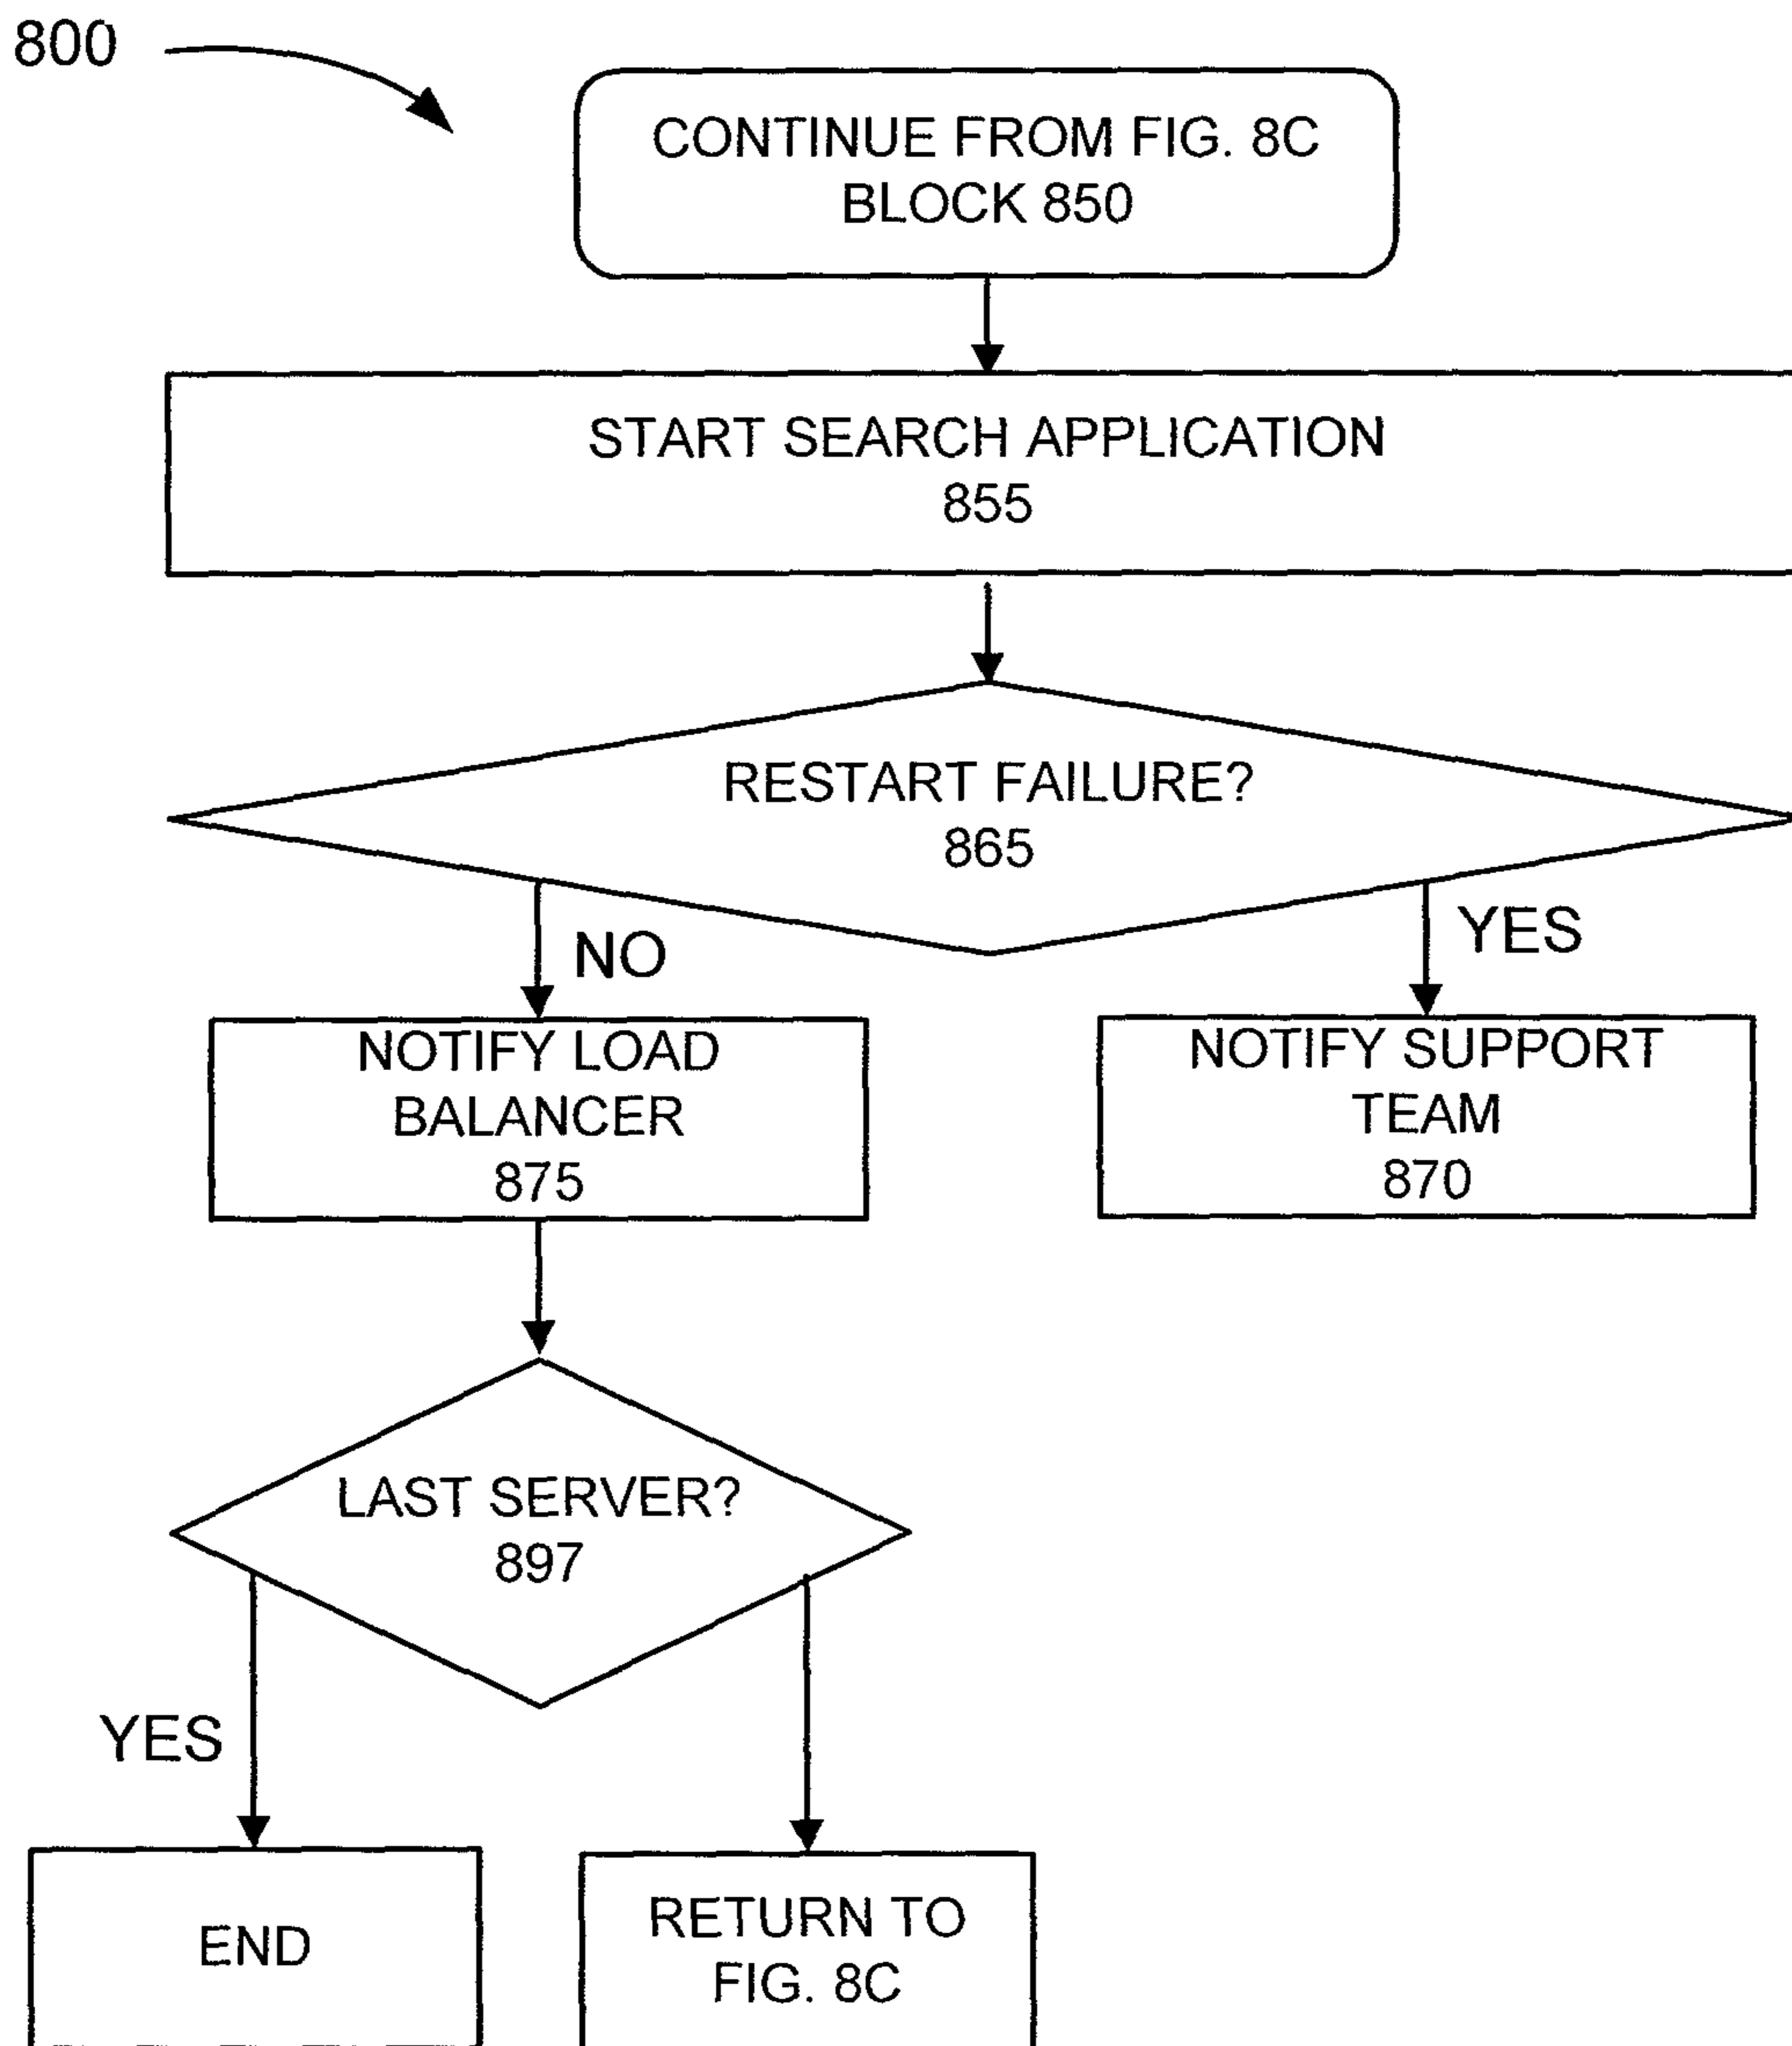 800
CONTINUE FROM FIG. 8C
BLOCK 850
START SEARCH APPLICATION
855
RESTART FAILURE?
865
NO
YES
NOTIFY LOAD
BALANCER
875
NOTIFY SUPPORT
TEAM
870
LAST SERVER?
897
YES
END
RETURN TO
FIG. 8C